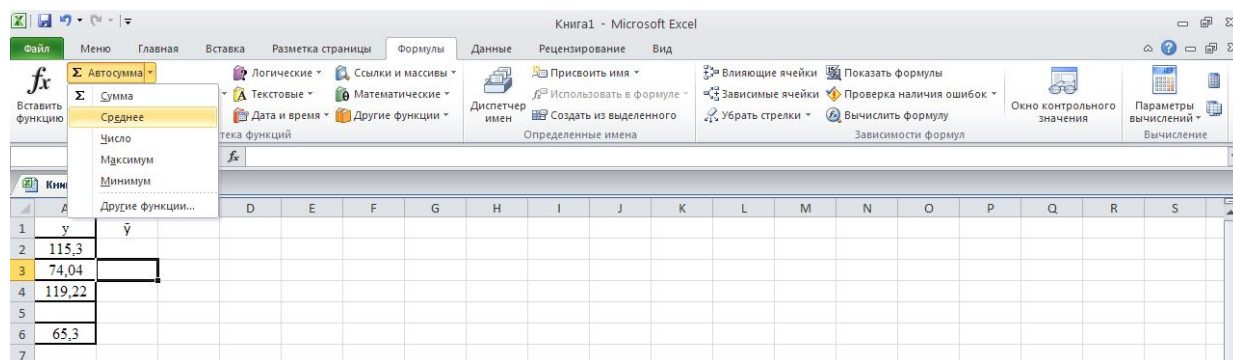 Книга1 - Microsoft Excel
Файл Меню Главная Вставка Разметка страницы Формулы Данные Рецензирование Вид
fx Вставить функцию
Σ Автосумма
Σ Сумма
Среднее
Число
Максимум
Минимум
Другие функции...
Логические
Текстовые
Дата и время
Ссылки и массивы
Математические
Другие функции
тека функций
Диспетчер имен
Присвоить имя
Использовать в формуле
Создать из выделенного
Определенные имена
Влияющие ячейки
Зависимые ячейки
Убрать стрелки
Показать формулы
Проверка наличия ошибок
Вычислить формулу
Зависимости формул
Окно контрольного значения
Параметры вычислений
Вычисление
fx
A D E F G H I J K L M N O P Q R S
1 y ȳ
2 115,3
3 74,04
4 119,22
5
6 65,3
7